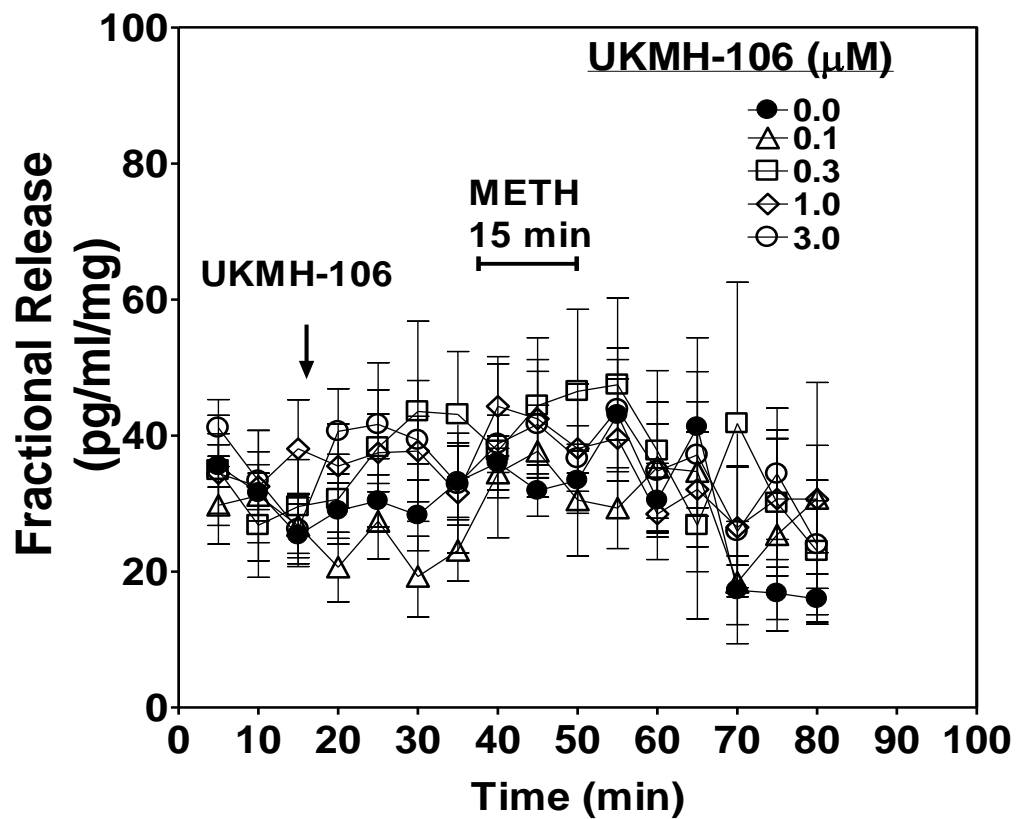 Fractional Release
(pg/ml/mg)
100
80
60
40
20
0
UKMH-106 (μM)
0.0
0.1
0.3
1.0
3.0
METH
15 min
UKMH-106
0 10 20 30 40 50 60 70 80 90 100
Time (min)